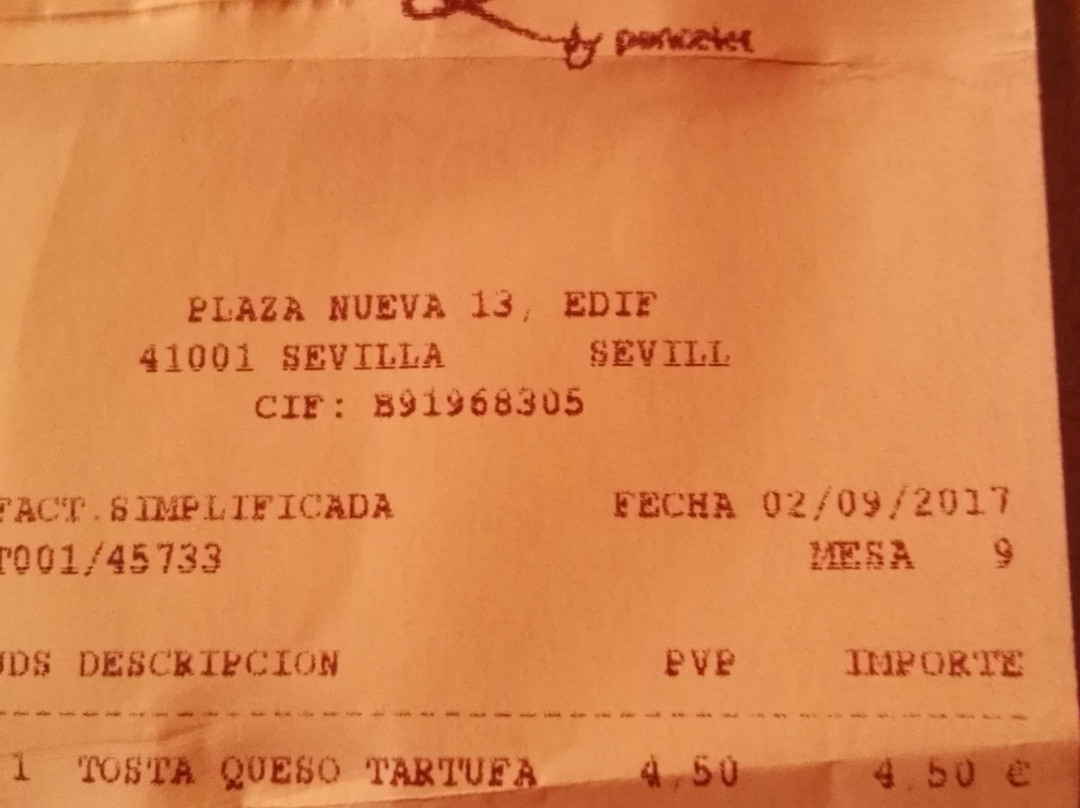 by poncelet
PLAZA NUEVA 13, EDIF
41001 SEVILLA SEVILL
CIF: B91968305
FACT.SIMPLIFICADA FECHA 02/09/2017
T001/45733 MESA 9
UDS DESCRIPCION PVP IMPORTE
1 TOSTA QUESO TARTUFA 4,50 4,50 €